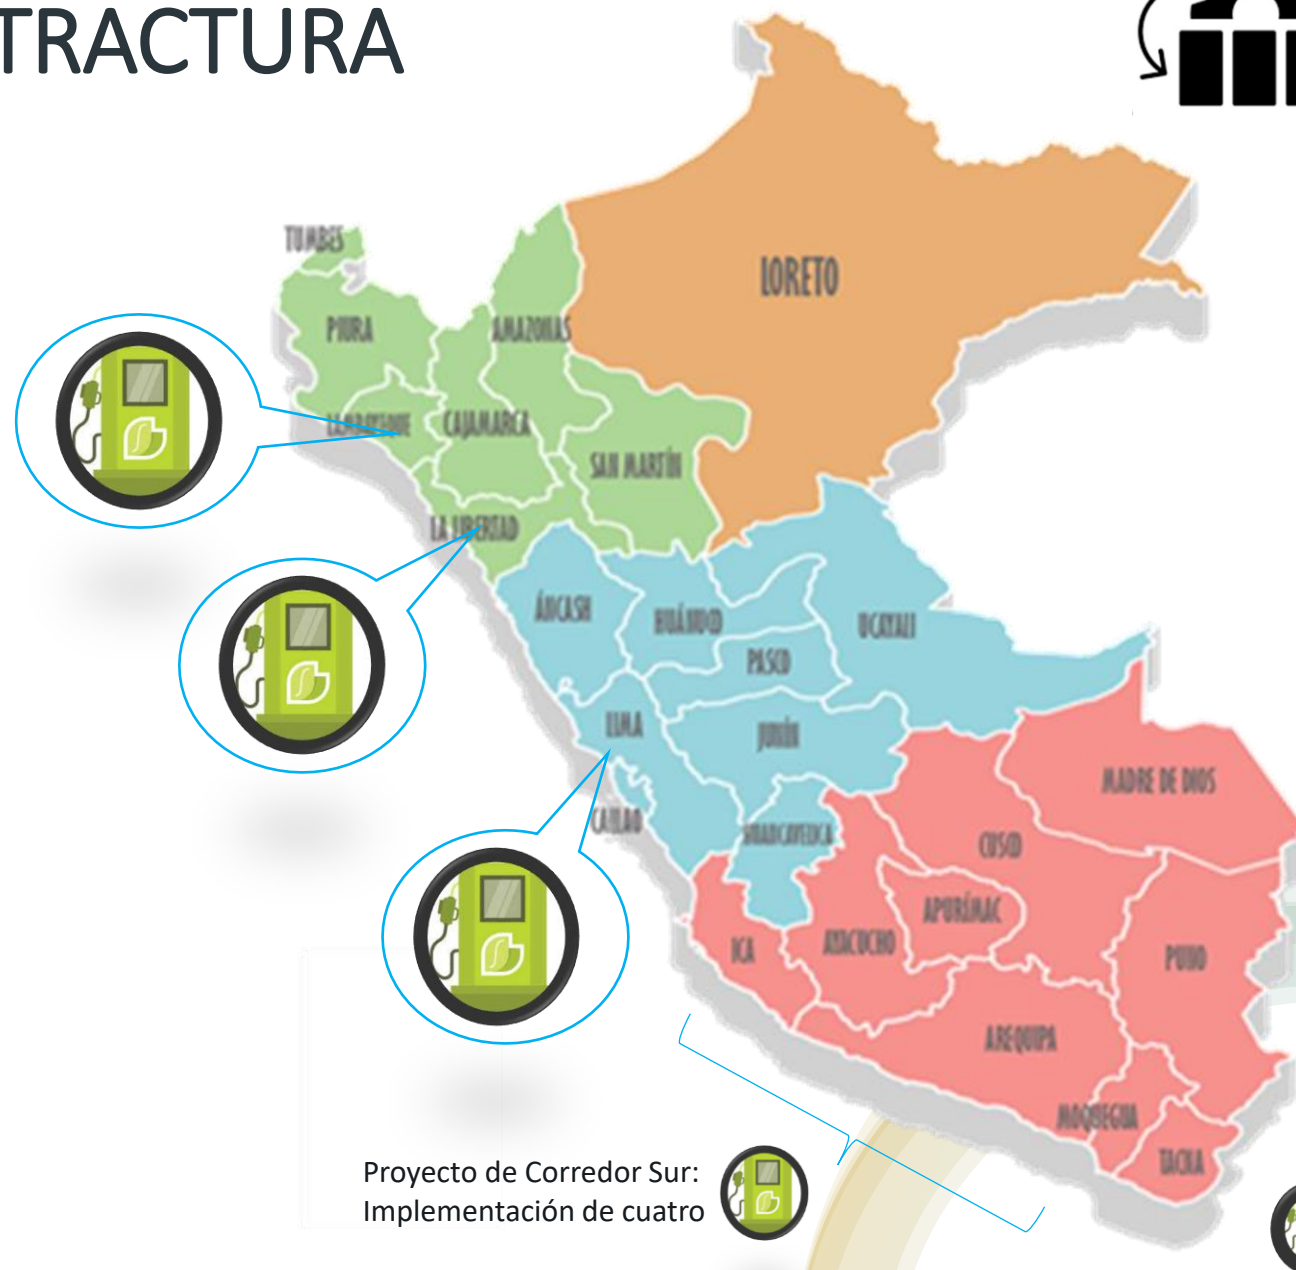 TRACTURA
TUMBES
LORETO
PIURA
AMAZONAS
LAMBAYEQUE
CAJAMARCA
SAN MARTÍN
LA LIBERTAD
ÁNCASH
HUÁNUCO
UCAYALI
PASCO
LIMA
JUNÍN
MADRE DE DIOS
CALLAO
HUANCAVELICA
CUSCO
APURÍMAC
ICA
AYACUCHO
PUNO
AREQUIPA
MOQUEGUA
TACNA
Proyecto de Corredor Sur:
Implementación de cuatro